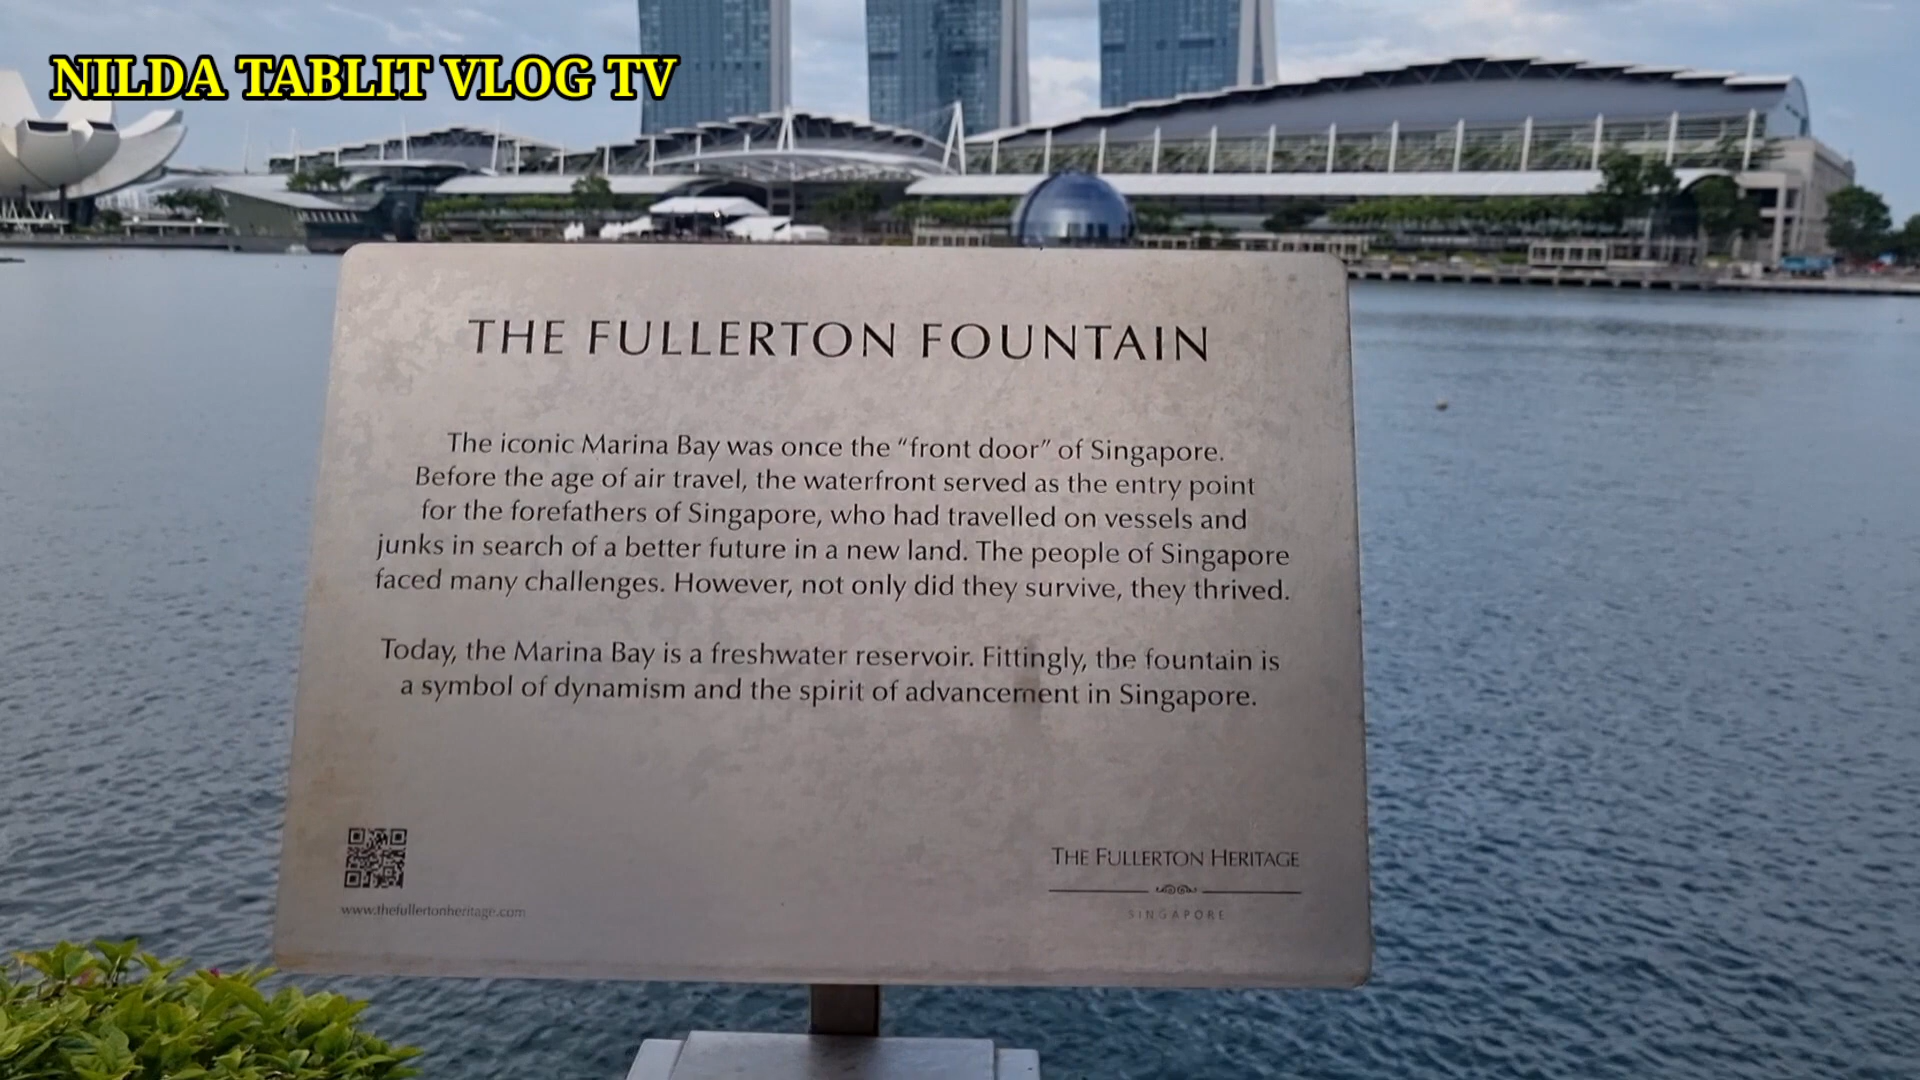 NILDA TABLIT VLOG TV
THE FULLERTON FOUNTAIN
The iconic Marina Bay was once the “front door” of Singapore.
Before the age of air travel, the waterfront served as the entry point
for the forefathers of Singapore, who had travelled on vessels and
junks in search of a better future in a new land. The people of Singapore
faced many challenges. However, not only did they survive, they thrived.
Today, the Marina Bay is a freshwater reservoir. Fittingly, the fountain is
a symbol of dynamism and the spirit of advancement in Singapore.
www.thefullertonheritage.com
THE FULLERTON HERITAGE
SINGAPORE